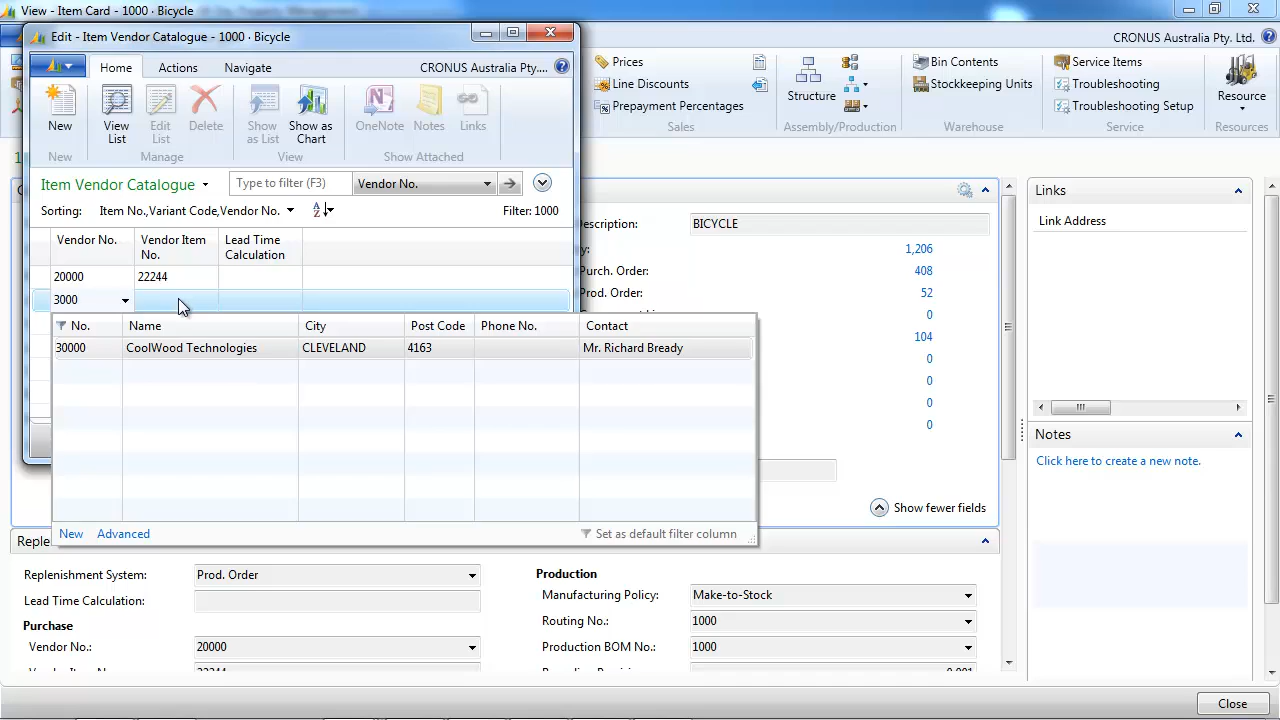 View - Item Card - 1000 · Bicycle
Edit - Item Vendor Catalogue - 1000 · Bicycle
CRONUS Australia Pty. Ltd.
Home
Actions
Navigate
CRONUS Australia Pty....
New
View List
Edit List
Delete
Show as List
Show as Chart
OneNote
Notes
Links
New
Manage
View
Show Attached
Prices
Line Discounts
Prepayment Percentages
Sales
Structure
Assembly/Production
Bin Contents
Stockkeeping Units
Warehouse
Service Items
Troubleshooting
Troubleshooting Setup
Service
Resource
Resources
Item Vendor Catalogue
Type to filter (F3)
Vendor No.
Sorting:
Item No.,Variant Code,Vendor No.
Filter: 1000
Vendor No.
Vendor Item No.
Lead Time Calculation
20000
22244
3000
No.
Name
City
Post Code
Phone No.
Contact
30000
CoolWood Technologies
CLEVELAND
4163
Mr. Richard Bready
New
Advanced
Set as default filter column
BICYCLE
1,206
Purch. Order:
408
Prod. Order:
52
0
104
0
0
0
0
Show fewer fields
Links
Link Address
Notes
Click here to create a new note.
Replenishment System:
Prod. Order
Lead Time Calculation:
Purchase
Vendor No.:
20000
Production
Manufacturing Policy:
Make-to-Stock
Routing No.:
1000
Production BOM No.:
1000
Close